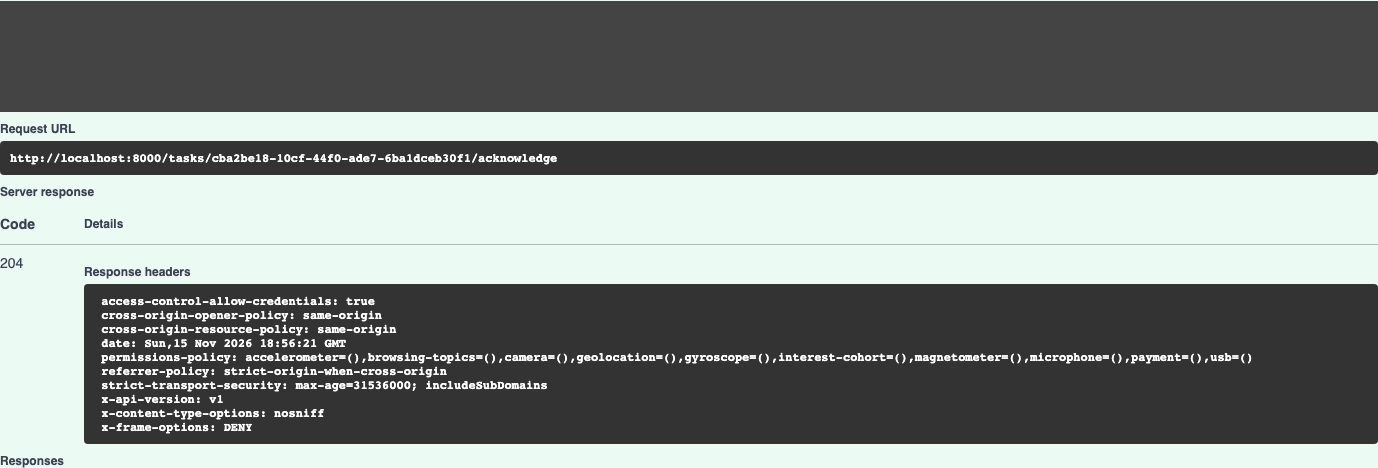 Request URL
http://localhost:8000/tasks/cba2be18-10cf-44f0-ade7-6ba1dceb30f1/acknowledge
Server response
Code Details
204
Response headers
access-control-allow-credentials: true
cross-origin-opener-policy: same-origin
cross-origin-resource-policy: same-origin
date: Sun,15 Nov 2026 18:56:21 GMT
permissions-policy: accelerometer=(),browsing-topics=(),camera=(),geolocation=(),gyroscope=(),interest-cohort=(),magnetometer=(),microphone=(),payment=(),usb=()
referrer-policy: strict-origin-when-cross-origin
strict-transport-security: max-age=31536000; includeSubDomains
x-api-version: v1
x-content-type-options: nosniff
x-frame-options: DENY
Responses